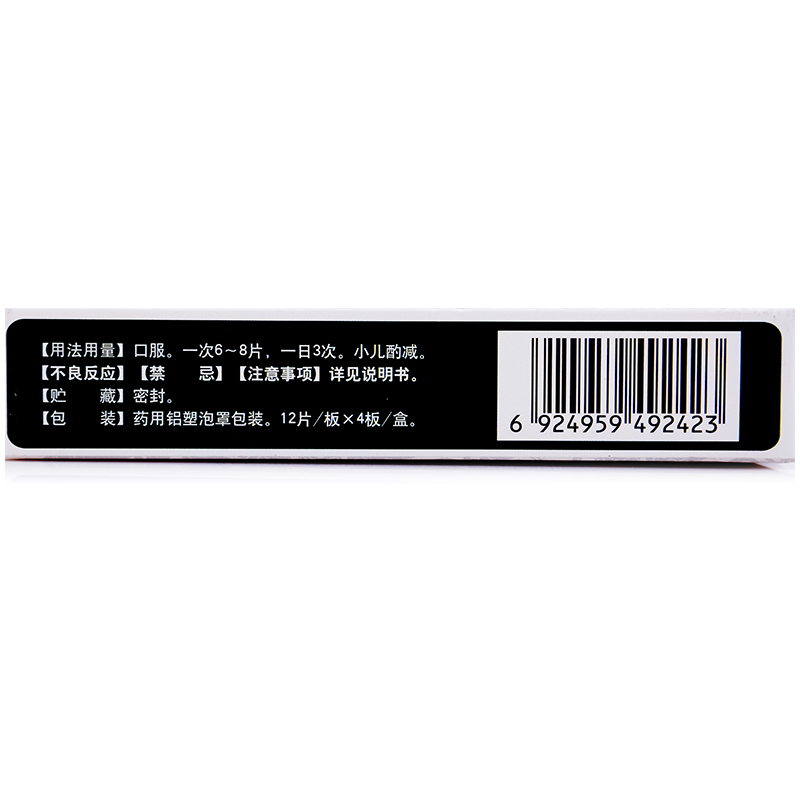 【用法用量】口服。一次6～8片，一日3次。小儿酌减。
【不良反应】【禁　忌】【注意事项】详见说明书。
【贮　藏】密封。
【包　装】药用铝塑泡罩包装。12片/板×4板/盒。
6 924959 492423